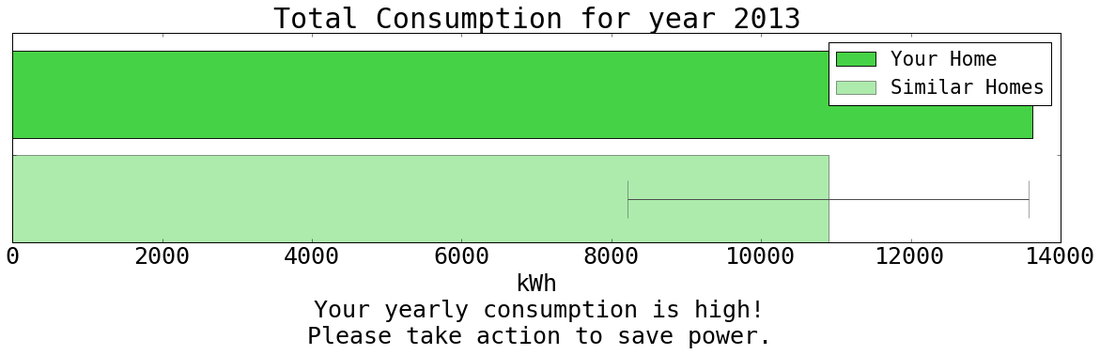 Total Consumption for year 2013
Your Home
Similar Homes
0 2000 4000 6000 8000 10000 12000 14000
kWh
Your yearly consumption is high!
Please take action to save power.